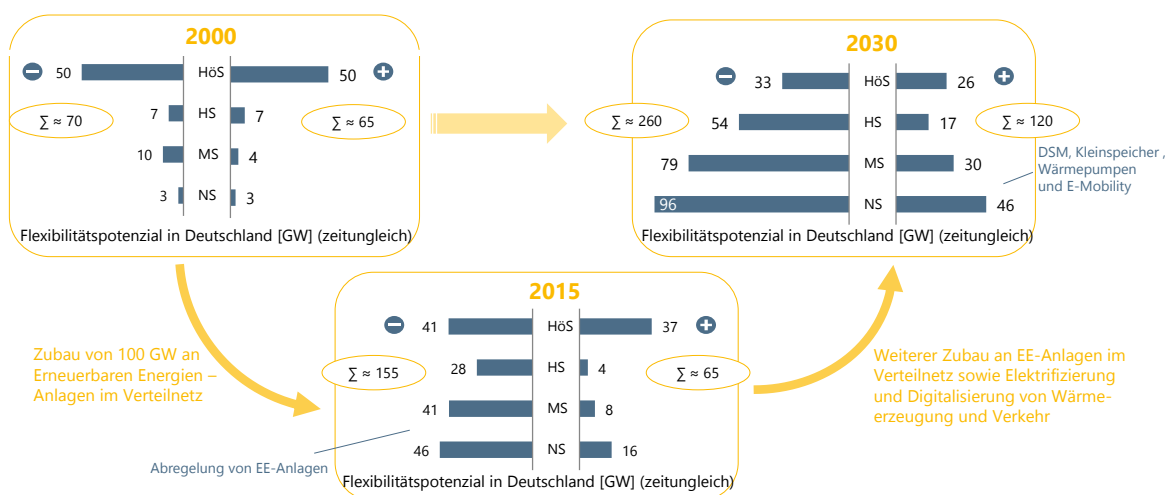 2000
− 50 HöS 50 +
7 HS 7
∑ ≈ 70
∑ ≈ 65
10 MS 4
3 NS 3
Flexibilitätspotenzial in Deutschland [GW] (zeitungleich)
2030
− 33 HöS 26 +
54 HS 17
∑ ≈ 260
∑ ≈ 120
79 MS 30
96 NS 46
DSM, Kleinspeicher ,
Wärmepumpen
und E-Mobility
Flexibilitätspotenzial in Deutschland [GW] (zeitungleich)
2015
− 41 HöS 37 +
28 HS 4
∑ ≈ 155
∑ ≈ 65
41 MS 8
46 NS 16
Flexibilitätspotenzial in Deutschland [GW] (zeitungleich)
Zubau von 100 GW an
Erneuerbaren Energien –
Anlagen im Verteilnetz
Abregelung von EE-Anlagen
Weiterer Zubau an EE-Anlagen im
Verteilnetz sowie Elektrifizierung
und Digitalisierung von Wärme-
erzeugung und Verkehr